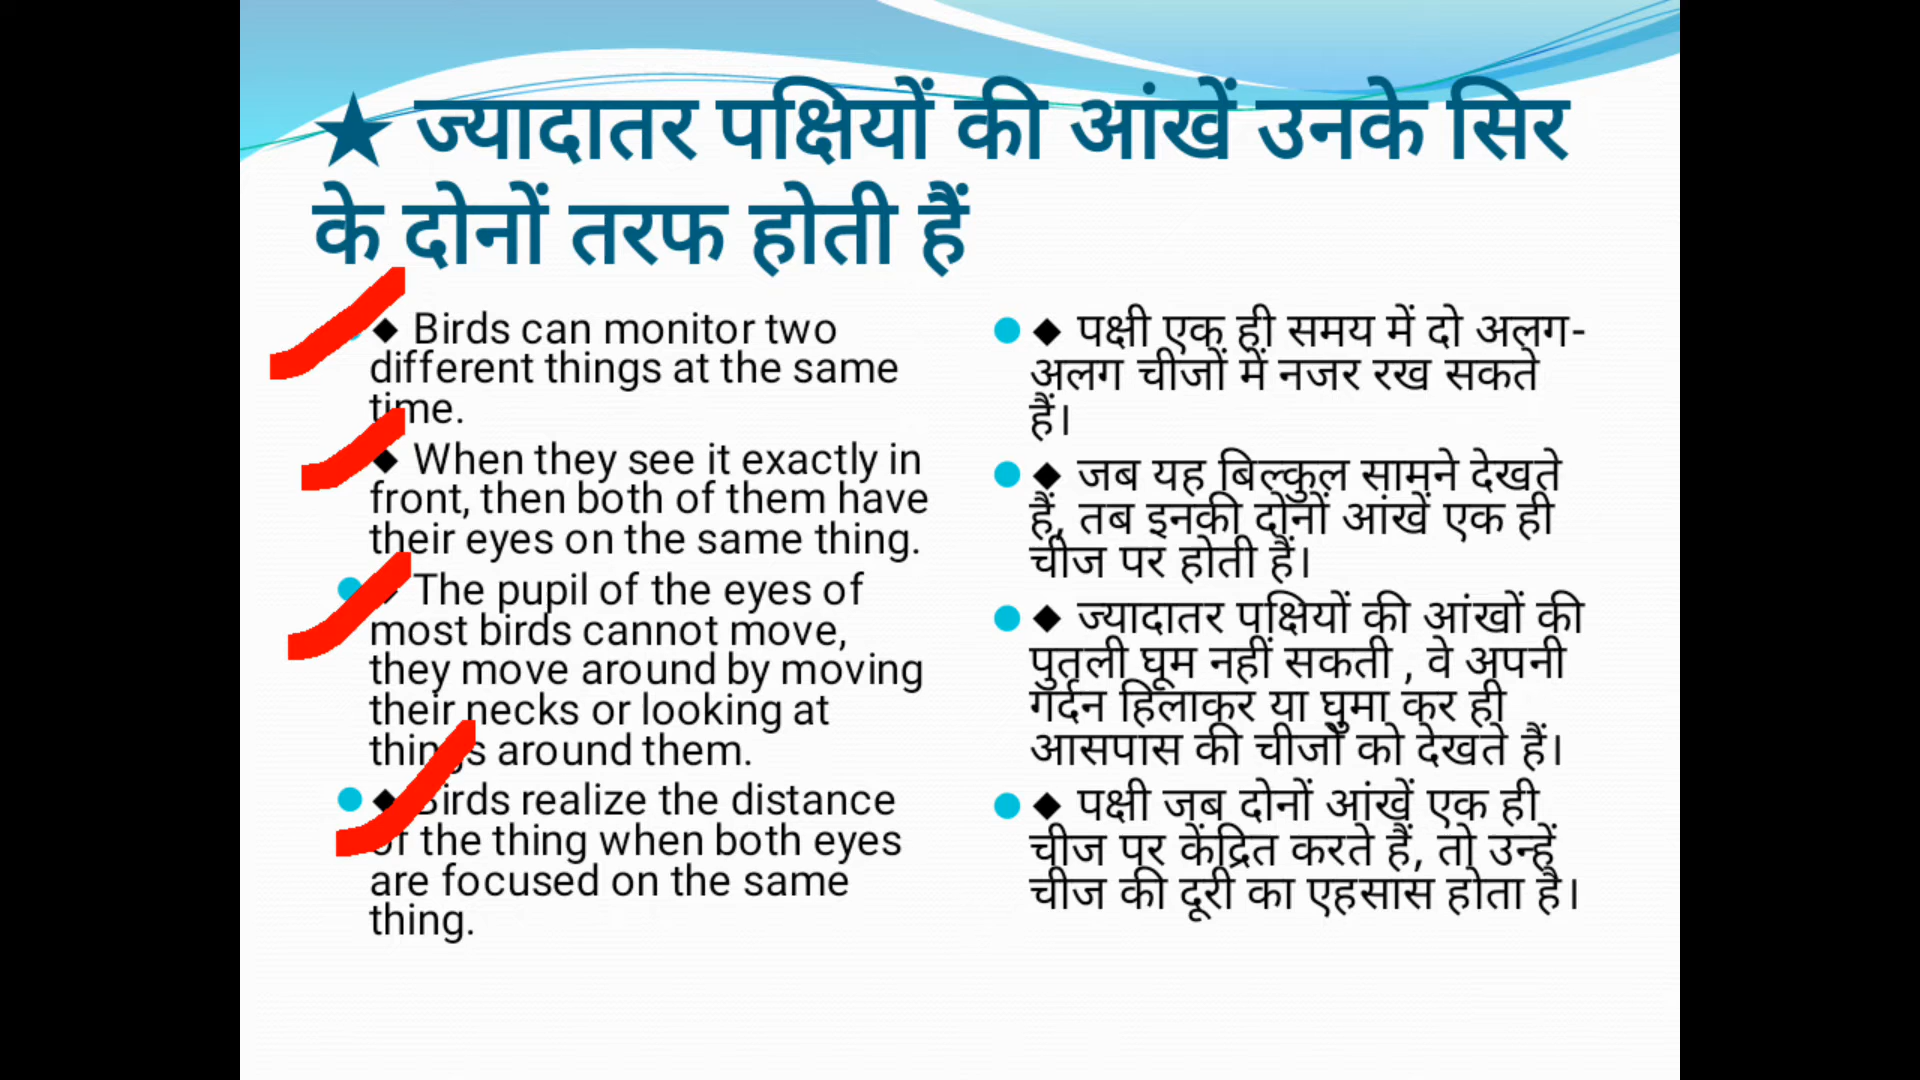 ★ ज्यादातर पक्षियों की आंखें उनके सिर
के दोनों तरफ होती हैं
◆ Birds can monitor two
different things at the same
time.
◆ When they see it exactly in
front, then both of them have
their eyes on the same thing.
◆ The pupil of the eyes of
most birds cannot move,
they move around by moving
their necks or looking at
things around them.
◆ Birds realize the distance
of the thing when both eyes
are focused on the same
thing.
◆ पक्षी एक ही समय में दो अलग-
अलग चीजों में नजर रख सकते
हैं।
◆ जब यह बिल्कुल सामने देखते
हैं, तब इनकी दोनों आंखें एक ही
चीज पर होती हैं।
◆ ज्यादातर पक्षियों की आंखों की
पुतली घूम नहीं सकती , वे अपनी
गर्दन हिलाकर या घुमा कर ही
आसपास की चीजों को देखते हैं।
◆ पक्षी जब दोनों आंखें एक ही
चीज पर केंद्रित करते हैं, तो उन्हें
चीज की दूरी का एहसास होता है।